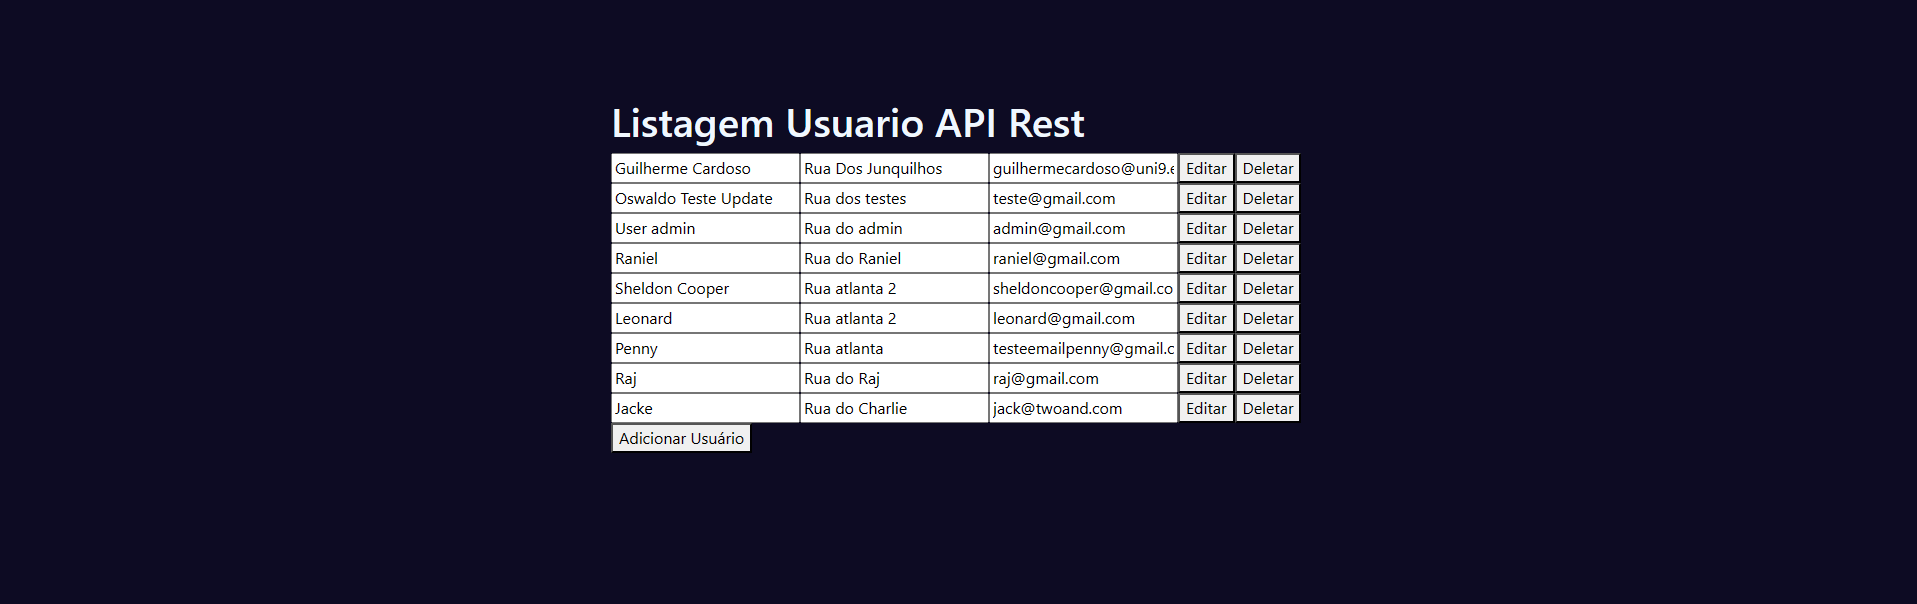 Listagem Usuario API Rest
Guilherme Cardoso Rua Dos Junquilhos guilhermecardoso@uni9.e Editar Deletar
Oswaldo Teste Update Rua dos testes teste@gmail.com Editar Deletar
User admin Rua do admin admin@gmail.com Editar Deletar
Raniel Rua do Raniel raniel@gmail.com Editar Deletar
Sheldon Cooper Rua atlanta 2 sheldoncooper@gmail.co Editar Deletar
Leonard Rua atlanta 2 leonard@gmail.com Editar Deletar
Penny Rua atlanta testeemailpenny@gmail.c Editar Deletar
Raj Rua do Raj raj@gmail.com Editar Deletar
Jacke Rua do Charlie jack@twoand.com Editar Deletar
Adicionar Usuário